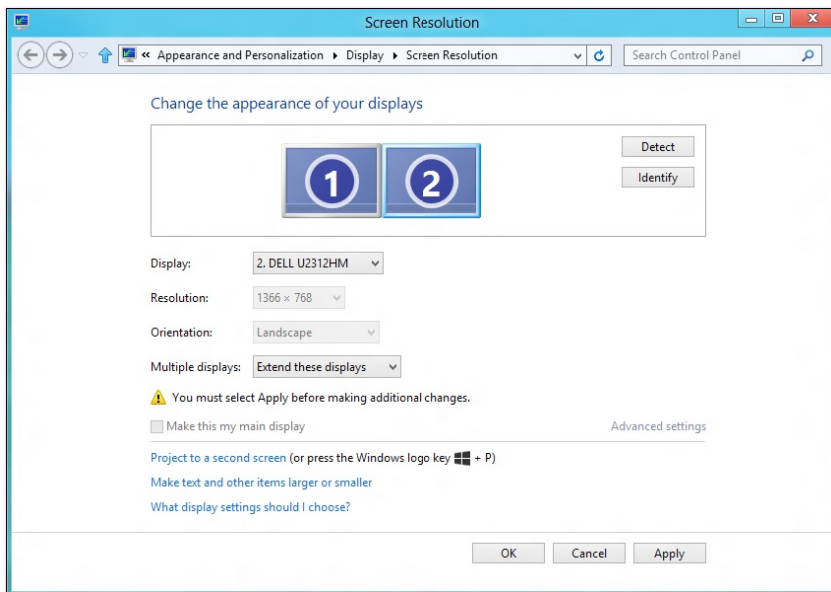 Screen Resolution
« Appearance and Personalization Display Screen Resolution
Search Control Panel
Change the appearance of your displays
1 2
Detect
Identify
Display: 2. DELL U2312HM
Resolution: 1366 × 768
Orientation: Landscape
Multiple displays: Extend these displays
You must select Apply before making additional changes.
Make this my main display Advanced settings
Project to a second screen (or press the Windows logo key + P)
Make text and other items larger or smaller
What display settings should I choose?
OK Cancel Apply